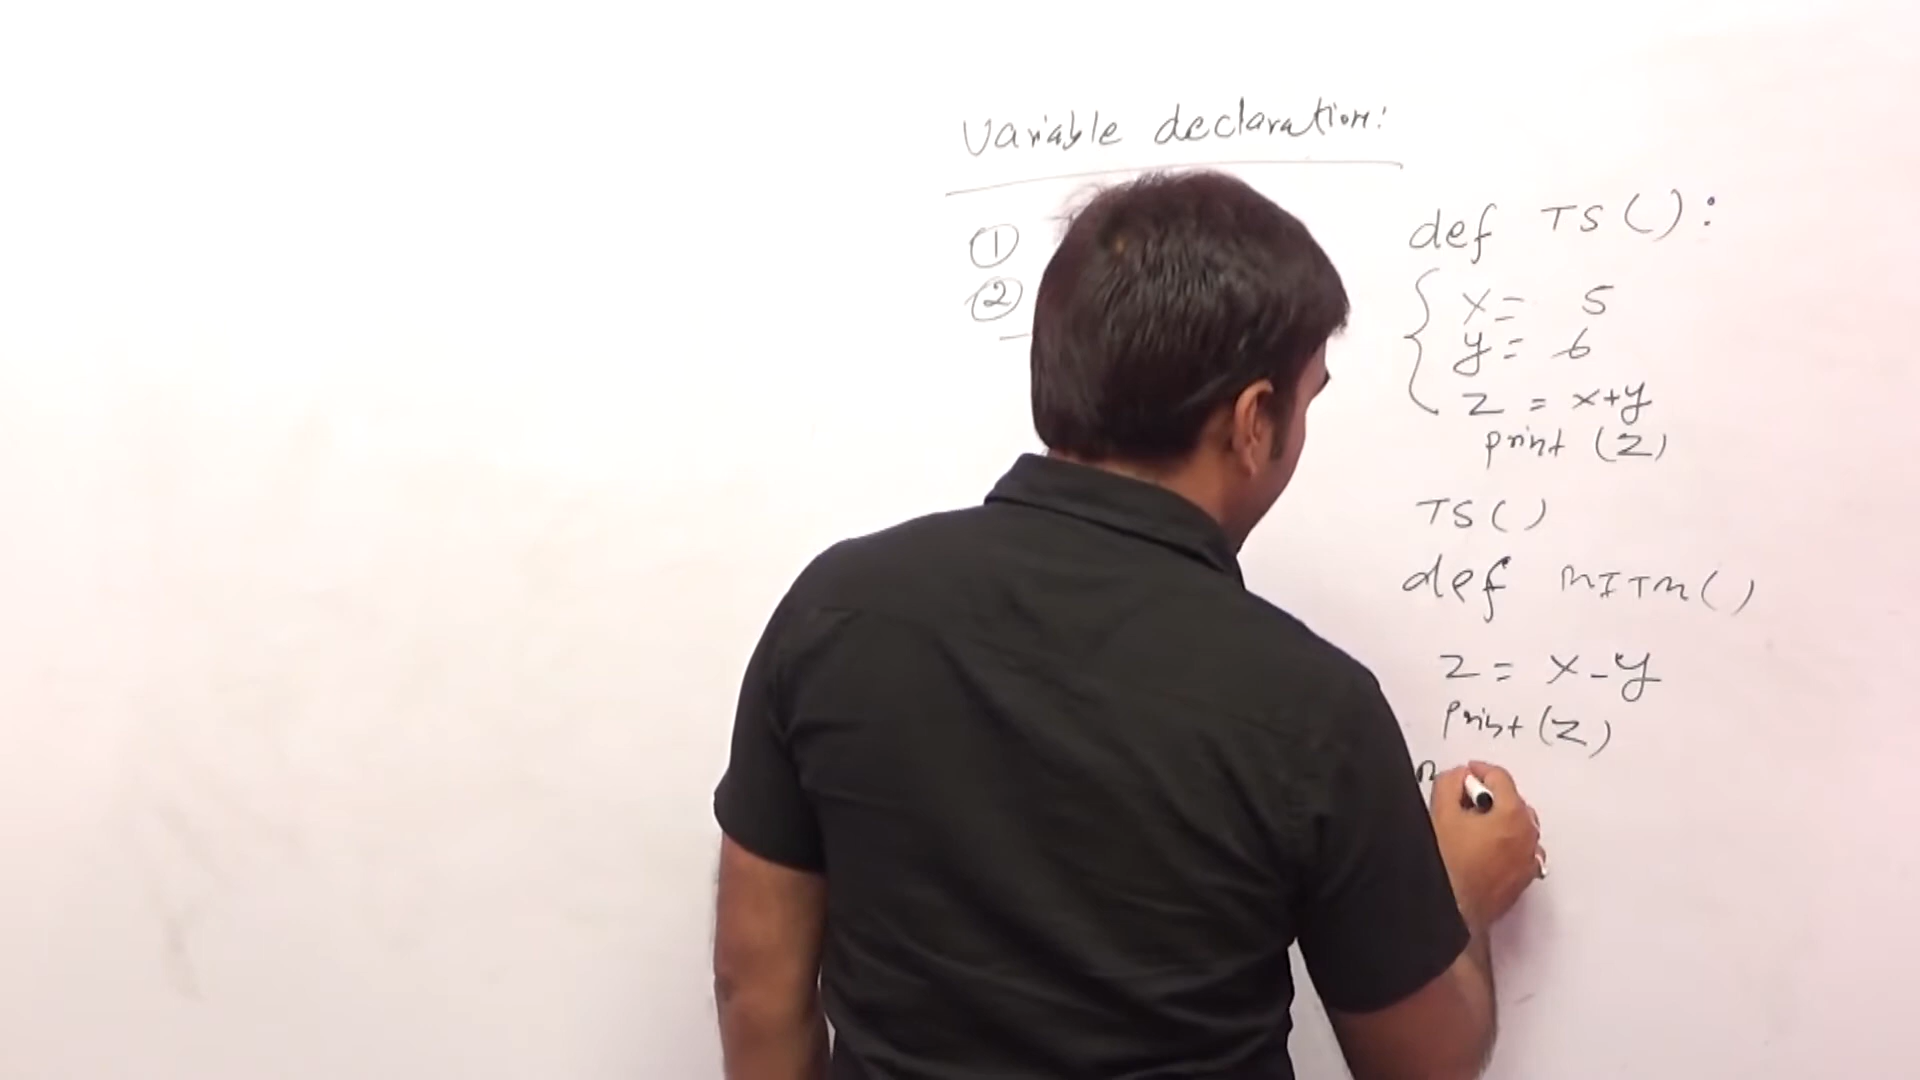 Variable declaration:
①
②
def TS():
x= 5
y= 6
z = x+y
print (z)
TS()
def MITM()
z= x-y
print (z)